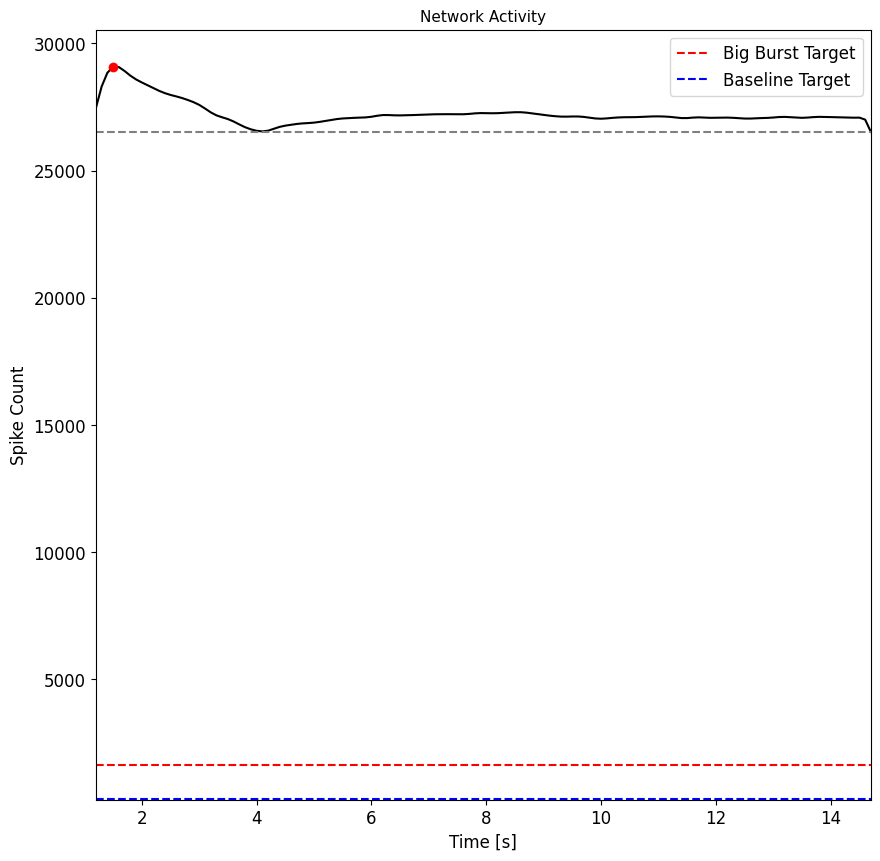 Network Activity
Big Burst Target
Baseline Target
30000
25000
20000
15000
10000
5000
Spike Count
2 4 6 8 10 12 14
Time [s]